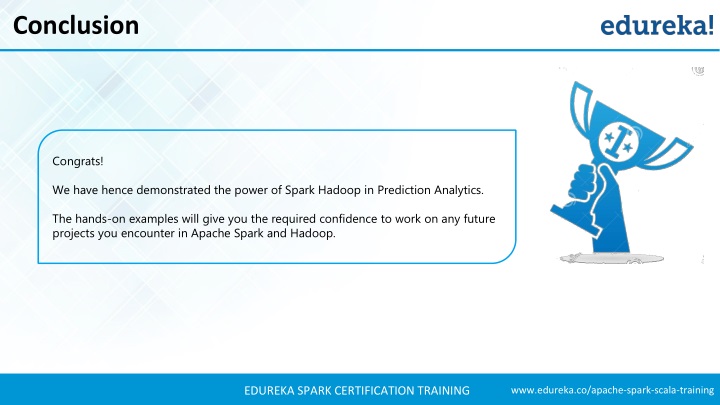 Conclusion
edureka!
Congrats!
We have hence demonstrated the power of Spark Hadoop in Prediction Analytics.
The hands-on examples will give you the required confidence to work on any future
projects you encounter in Apache Spark and Hadoop.
EDUREKA SPARK CERTIFICATION TRAINING
www.edureka.co/apache-spark-scala-training